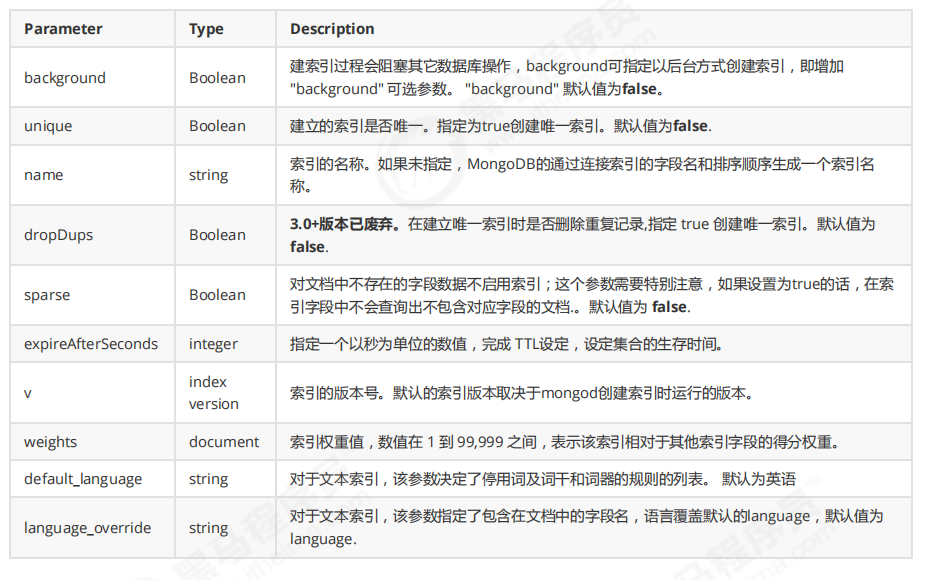 Parameter Type Description
background Boolean 建索引过程会阻塞其它数据库操作，background可指定以后台方式创建索引，即增加
"background" 可选参数。 "background" 默认值为false。
unique Boolean 建立的索引是否唯一。指定为true创建唯一索引。默认值为false.
name string 索引的名称。如果未指定，MongoDB的通过连接索引的字段名和排序顺序生成一个索引名
称。
dropDups Boolean 3.0+版本已废弃。在建立唯一索引时是否删除重复记录,指定 true 创建唯一索引。默认值为
false.
sparse Boolean 对文档中不存在的字段数据不启用索引；这个参数需要特别注意，如果设置为true的话，在索
引字段中不会查询出不包含对应字段的文档.。默认值为 false.
expireAfterSeconds integer 指定一个以秒为单位的数值，完成 TTL设定，设定集合的生存时间。
v index version 索引的版本号。默认的索引版本取决于mongod创建索引时运行的版本。
weights document 索引权重值，数值在 1 到 99,999 之间，表示该索引相对于其他索引字段的得分权重。
default_language string 对于文本索引，该参数决定了停用词及词干和词器的规则的列表。 默认为英语
language_override string 对于文本索引，该参数指定了包含在文档中的字段名，语言覆盖默认的language，默认值为
language.
黑马程序员